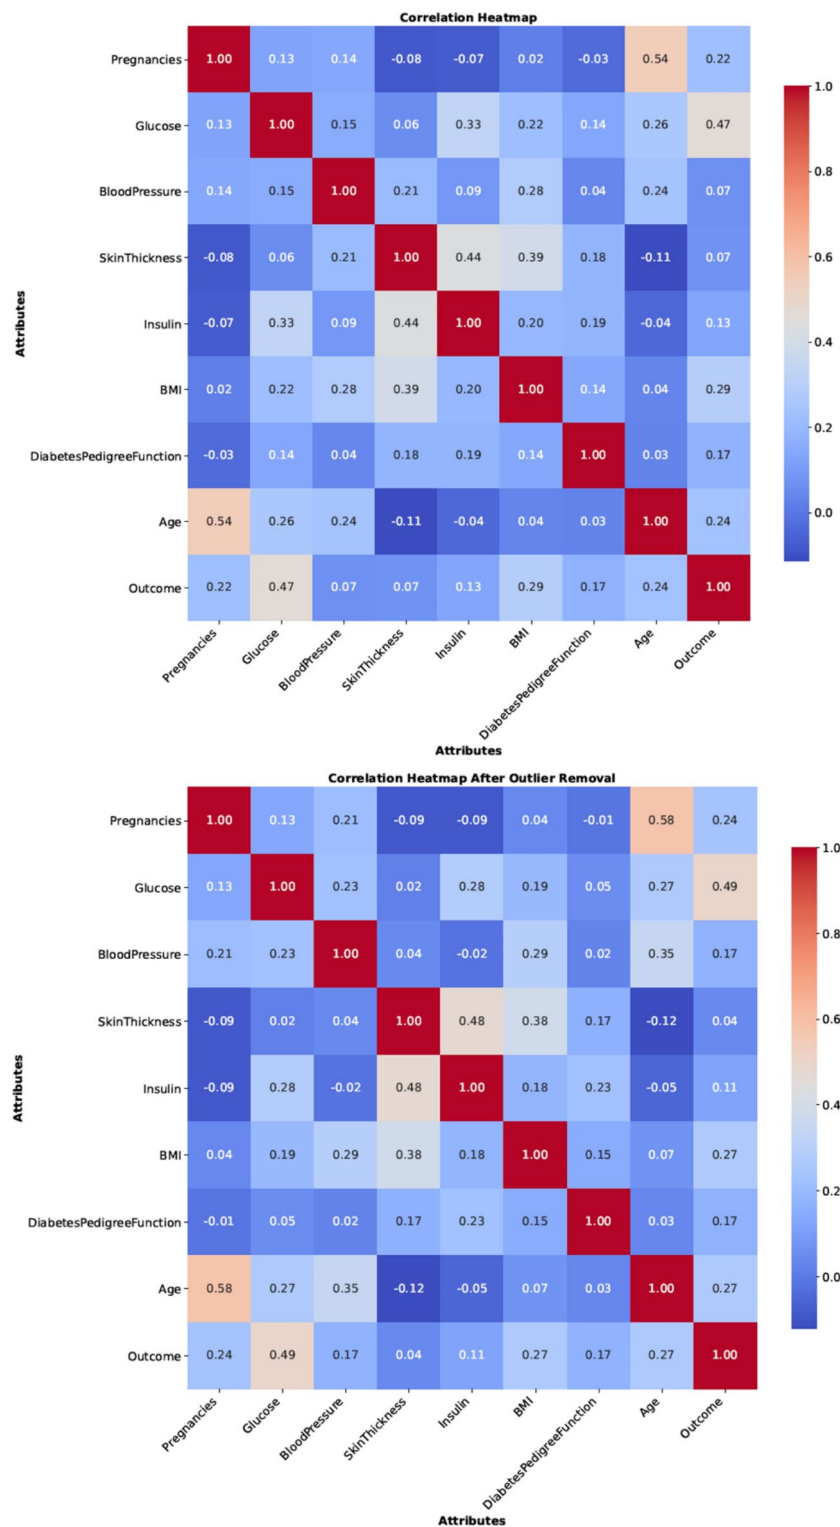 Correlation Heatmap
Pregnancies 1.00 0.13 0.14 -0.08 -0.07 0.02 -0.03 0.54 0.22
1.0
Glucose 0.13 1.00 0.15 0.06 0.33 0.22 0.14 0.26 0.47
0.8
BloodPressure 0.14 0.15 1.00 0.21 0.09 0.28 0.04 0.24 0.07
0.6
SkinThickness -0.08 0.06 0.21 1.00 0.44 0.39 0.18 -0.11 0.07
Attributes
Insulin -0.07 0.33 0.09 0.44 1.00 0.20 0.19 -0.04 0.13
0.4
BMI 0.02 0.22 0.28 0.39 0.20 1.00 0.14 0.04 0.29
0.2
DiabetesPedigreeFunction -0.03 0.14 0.04 0.18 0.19 0.14 1.00 0.03 0.17
0.0
Age 0.54 0.26 0.24 -0.11 -0.04 0.04 0.03 1.00 0.24
Outcome 0.22 0.47 0.07 0.07 0.13 0.29 0.17 0.24 1.00
Pregnancies Glucose BloodPressure SkinThickness Insulin BMI DiabetesPedigreeFunction Age Outcome
Attributes
Correlation Heatmap After Outlier Removal
Pregnancies 1.00 0.13 0.21 -0.09 -0.09 0.04 -0.01 0.58 0.24
1.0
Glucose 0.13 1.00 0.23 0.02 0.28 0.19 0.05 0.27 0.49
0.8
BloodPressure 0.21 0.23 1.00 0.04 -0.02 0.29 0.02 0.35 0.17
0.6
SkinThickness -0.09 0.02 0.04 1.00 0.48 0.38 0.17 -0.12 0.04
Attributes
Insulin -0.09 0.28 -0.02 0.48 1.00 0.18 0.23 -0.05 0.11
0.4
BMI 0.04 0.19 0.29 0.38 0.18 1.00 0.15 0.07 0.27
0.2
DiabetesPedigreeFunction -0.01 0.05 0.02 0.17 0.23 0.15 1.00 0.03 0.17
0.0
Age 0.58 0.27 0.35 -0.12 -0.05 0.07 0.03 1.00 0.27
Outcome 0.24 0.49 0.17 0.04 0.11 0.27 0.17 0.27 1.00
Pregnancies Glucose BloodPressure SkinThickness Insulin BMI DiabetesPedigreeFunction Age Outcome
Attributes